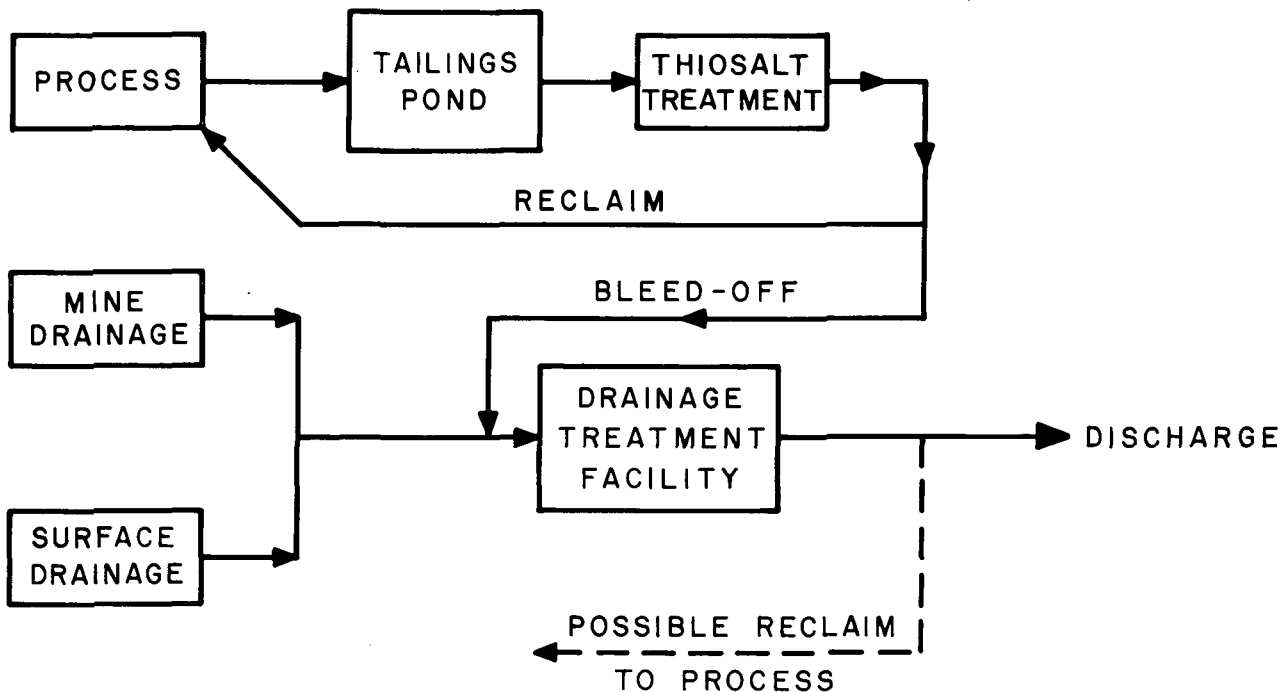 PROCESS
TAILINGS
POND
THIOSALT
TREATMENT
RECLAIM
MINE
DRAINAGE
BLEED-OFF
DRAINAGE
TREATMENT
FACILITY
DISCHARGE
SURFACE
DRAINAGE
POSSIBLE RECLAIM
TO PROCESS